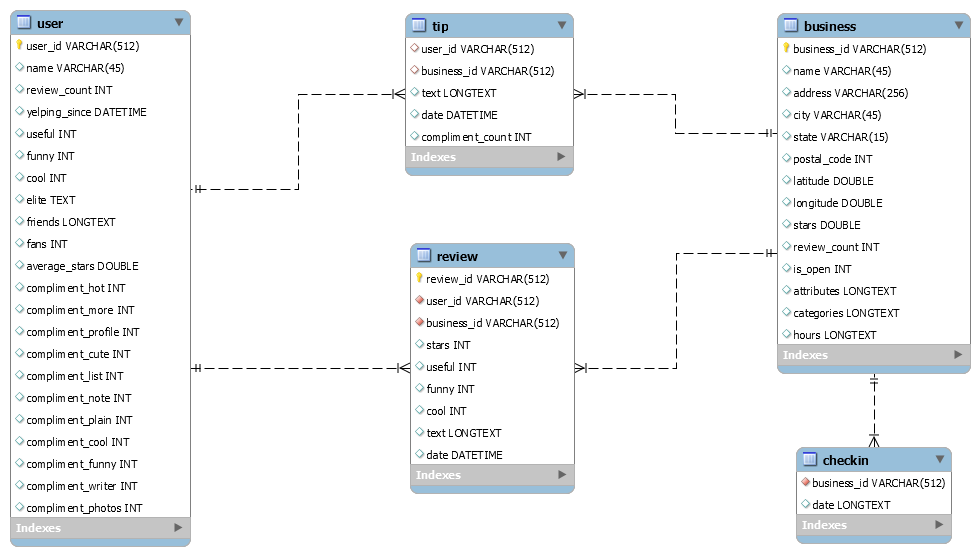 user
user_id VARCHAR(512)
name VARCHAR(45)
review_count INT
yelping_since DATETIME
useful INT
funny INT
cool INT
elite TEXT
friends LONGTEXT
fans INT
average_stars DOUBLE
compliment_hot INT
compliment_more INT
compliment_profile INT
compliment_cute INT
compliment_list INT
compliment_note INT
compliment_plain INT
compliment_cool INT
compliment_funny INT
compliment_writer INT
compliment_photos INT
Indexes
tip
user_id VARCHAR(512)
business_id VARCHAR(512)
text LONGTEXT
date DATETIME
compliment_count INT
Indexes
review
review_id VARCHAR(512)
user_id VARCHAR(512)
business_id VARCHAR(512)
stars INT
useful INT
funny INT
cool INT
text LONGTEXT
date DATETIME
Indexes
business
business_id VARCHAR(512)
name VARCHAR(45)
address VARCHAR(256)
city VARCHAR(45)
state VARCHAR(15)
postal_code INT
latitude DOUBLE
longitude DOUBLE
stars DOUBLE
review_count INT
is_open INT
attributes LONGTEXT
categories LONGTEXT
hours LONGTEXT
Indexes
checkin
business_id VARCHAR(512)
date LONGTEXT
Indexes